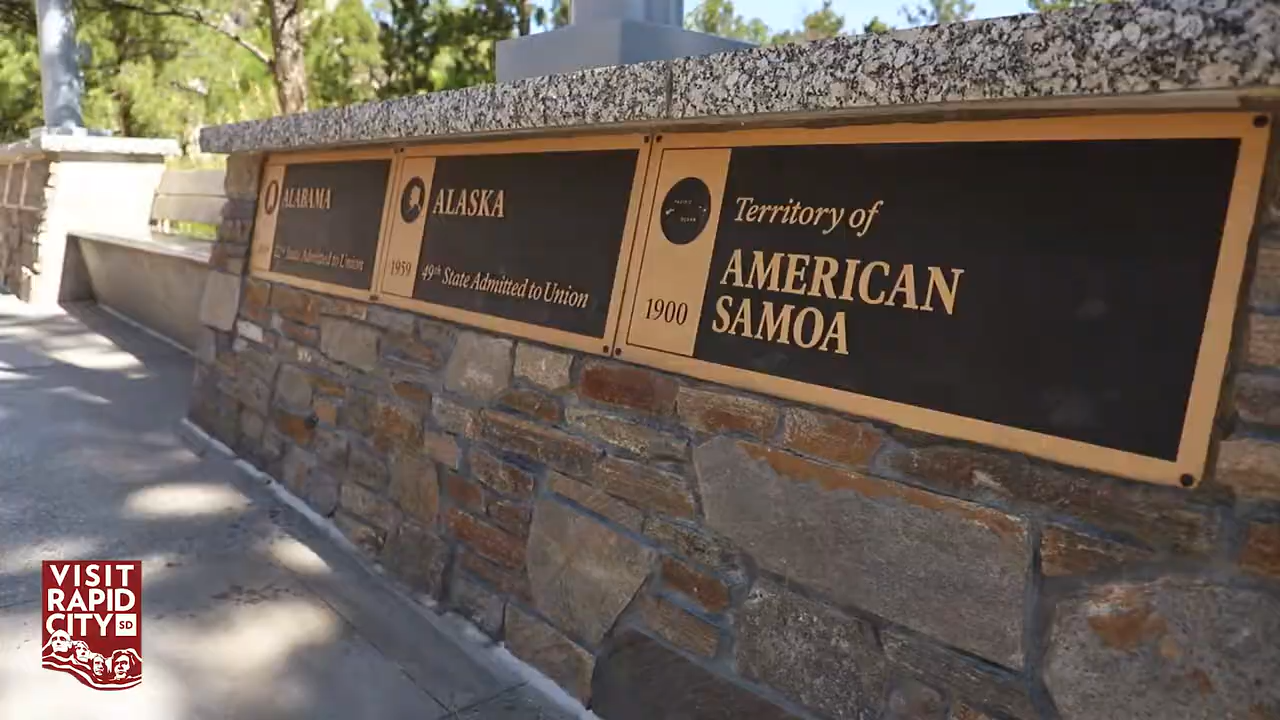 ALABAMA
22nd State Admitted to Union
ALASKA
1959
49th State Admitted to Union
Territory of
AMERICAN
SAMOA
1900
VISIT
RAPID
CITY SD